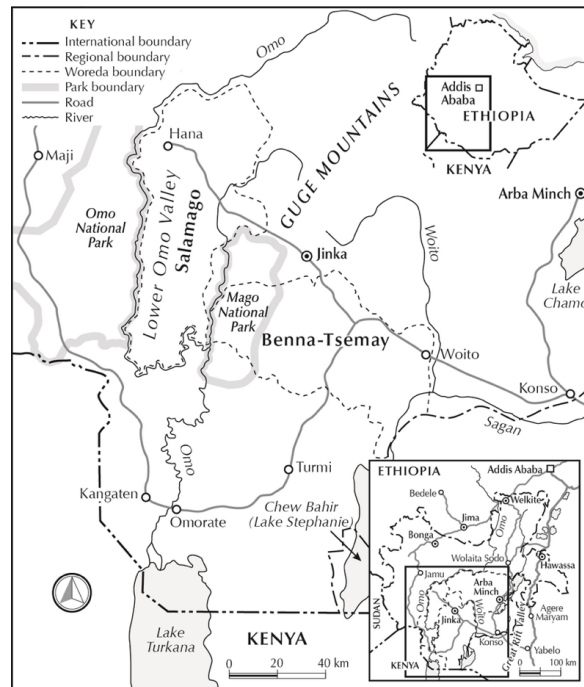 KEY
International boundary
Regional boundary
Woreda boundary
Park boundary
Road
River
Omo
Addis
Ababa
ETHIOPIA
KENYA
Hana
Maji
GUGE MOUNTAINS
Arba Minch
Omo
National
Park
Lower Omo Valley
Salamago
Jinka
Woito
Lake
Chamo
Mago
National
Park
Benna-Tsemay
Woito
Konso
Sagan
Omo
Turmi
Kangaten
Omorate
Chew Bahir
(Lake Stephanie)
Lake
Turkana
KENYA
0 20 40 km
ETHIOPIA
Addis Ababa
Bedele
Welkite
Jima
Omo
Bonga
Wolaita Sodo
Hawassa
Jamu
Arba
Minch
SUDAN
Omo
Jinka
Woito
Konso
Great Rift Valley
Agere
Maryam
Yabelo
KENYA
0 100 km